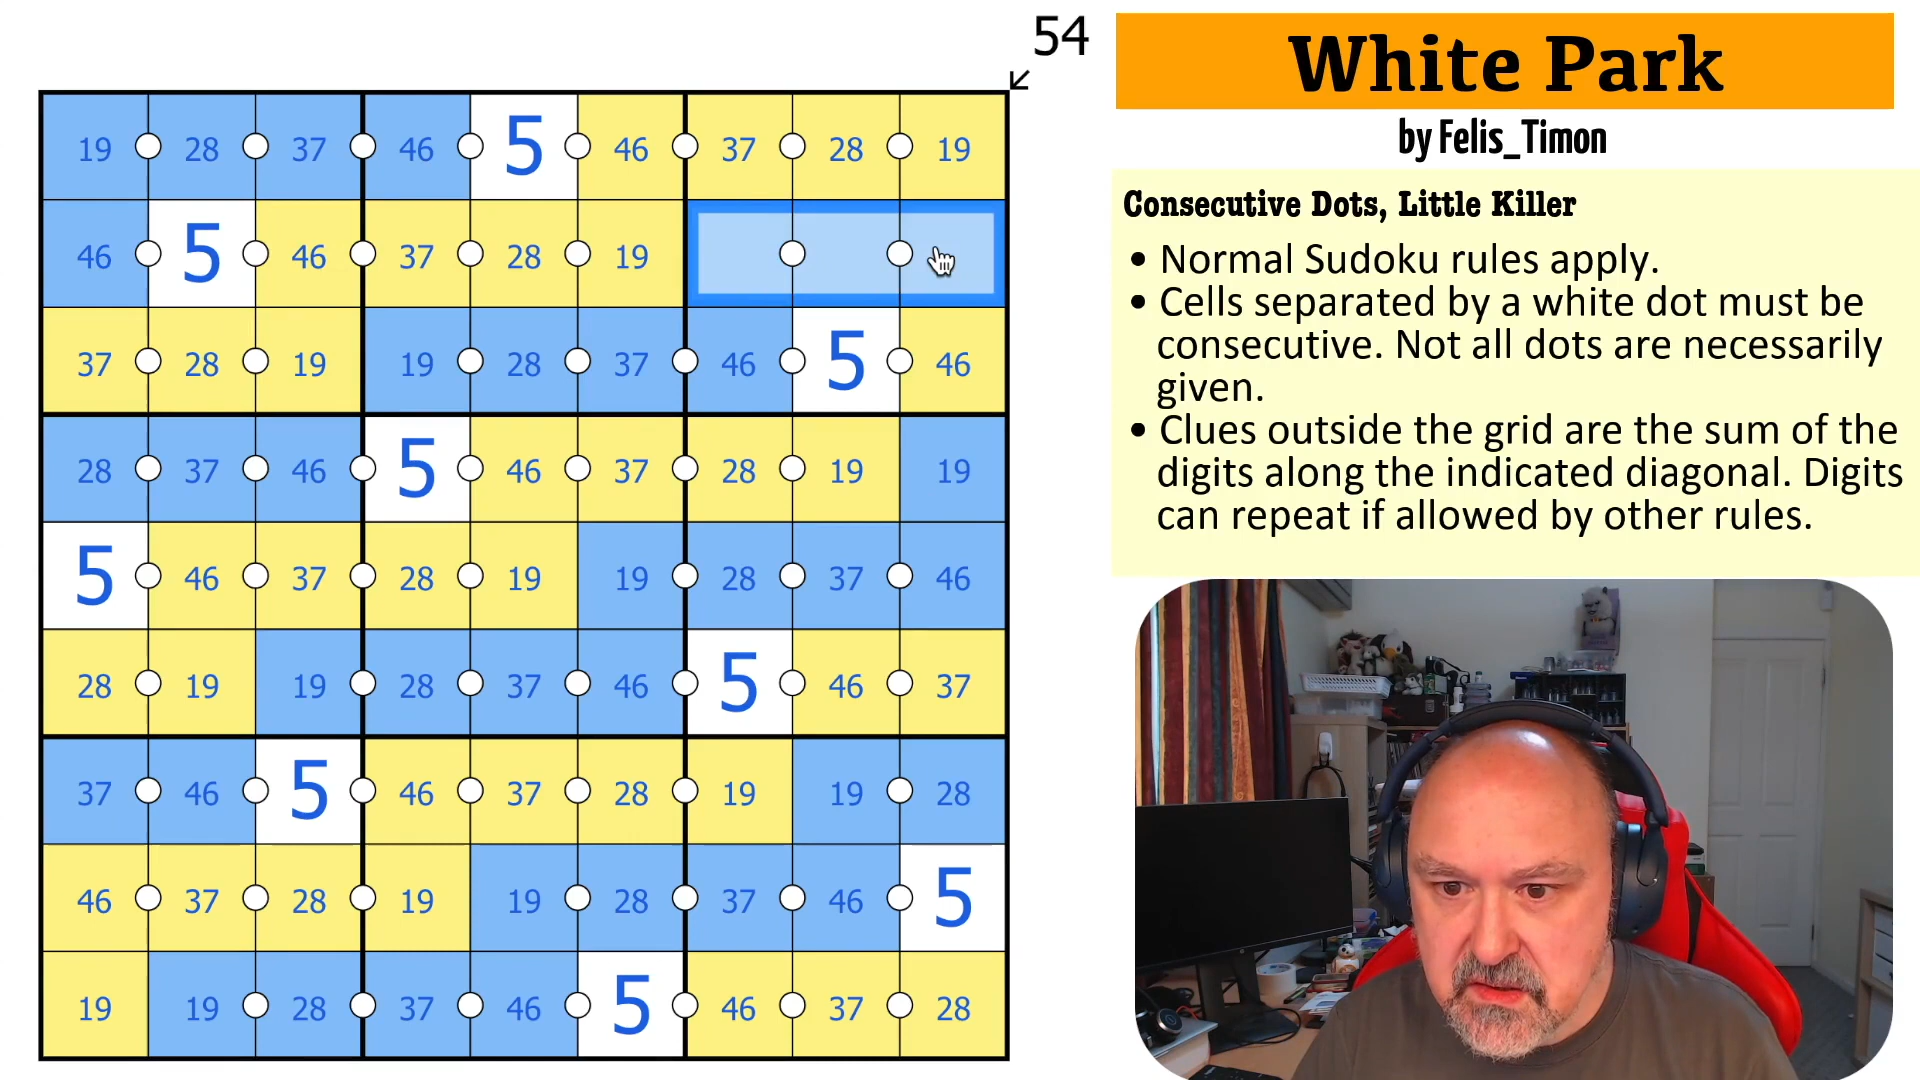 54
White Park
by Felis_Timon
Consecutive Dots, Little Killer
• Normal Sudoku rules apply.
• Cells separated by a white dot must be
consecutive. Not all dots are necessarily
given.
• Clues outside the grid are the sum of the
digits along the indicated diagonal. Digits
can repeat if allowed by other rules.
19 28 37 46 5 46 37 28 19
46 5 46 37 28 19
37 28 19 19 28 37 46 5 46
28 37 46 5 46 37 28 19 19
5 46 37 28 19 19 28 37 46
28 19 19 28 37 46 5 46 37
37 46 5 46 37 28 19 19 28
46 37 28 19 19 28 37 46 5
19 19 28 37 46 5 46 37 28